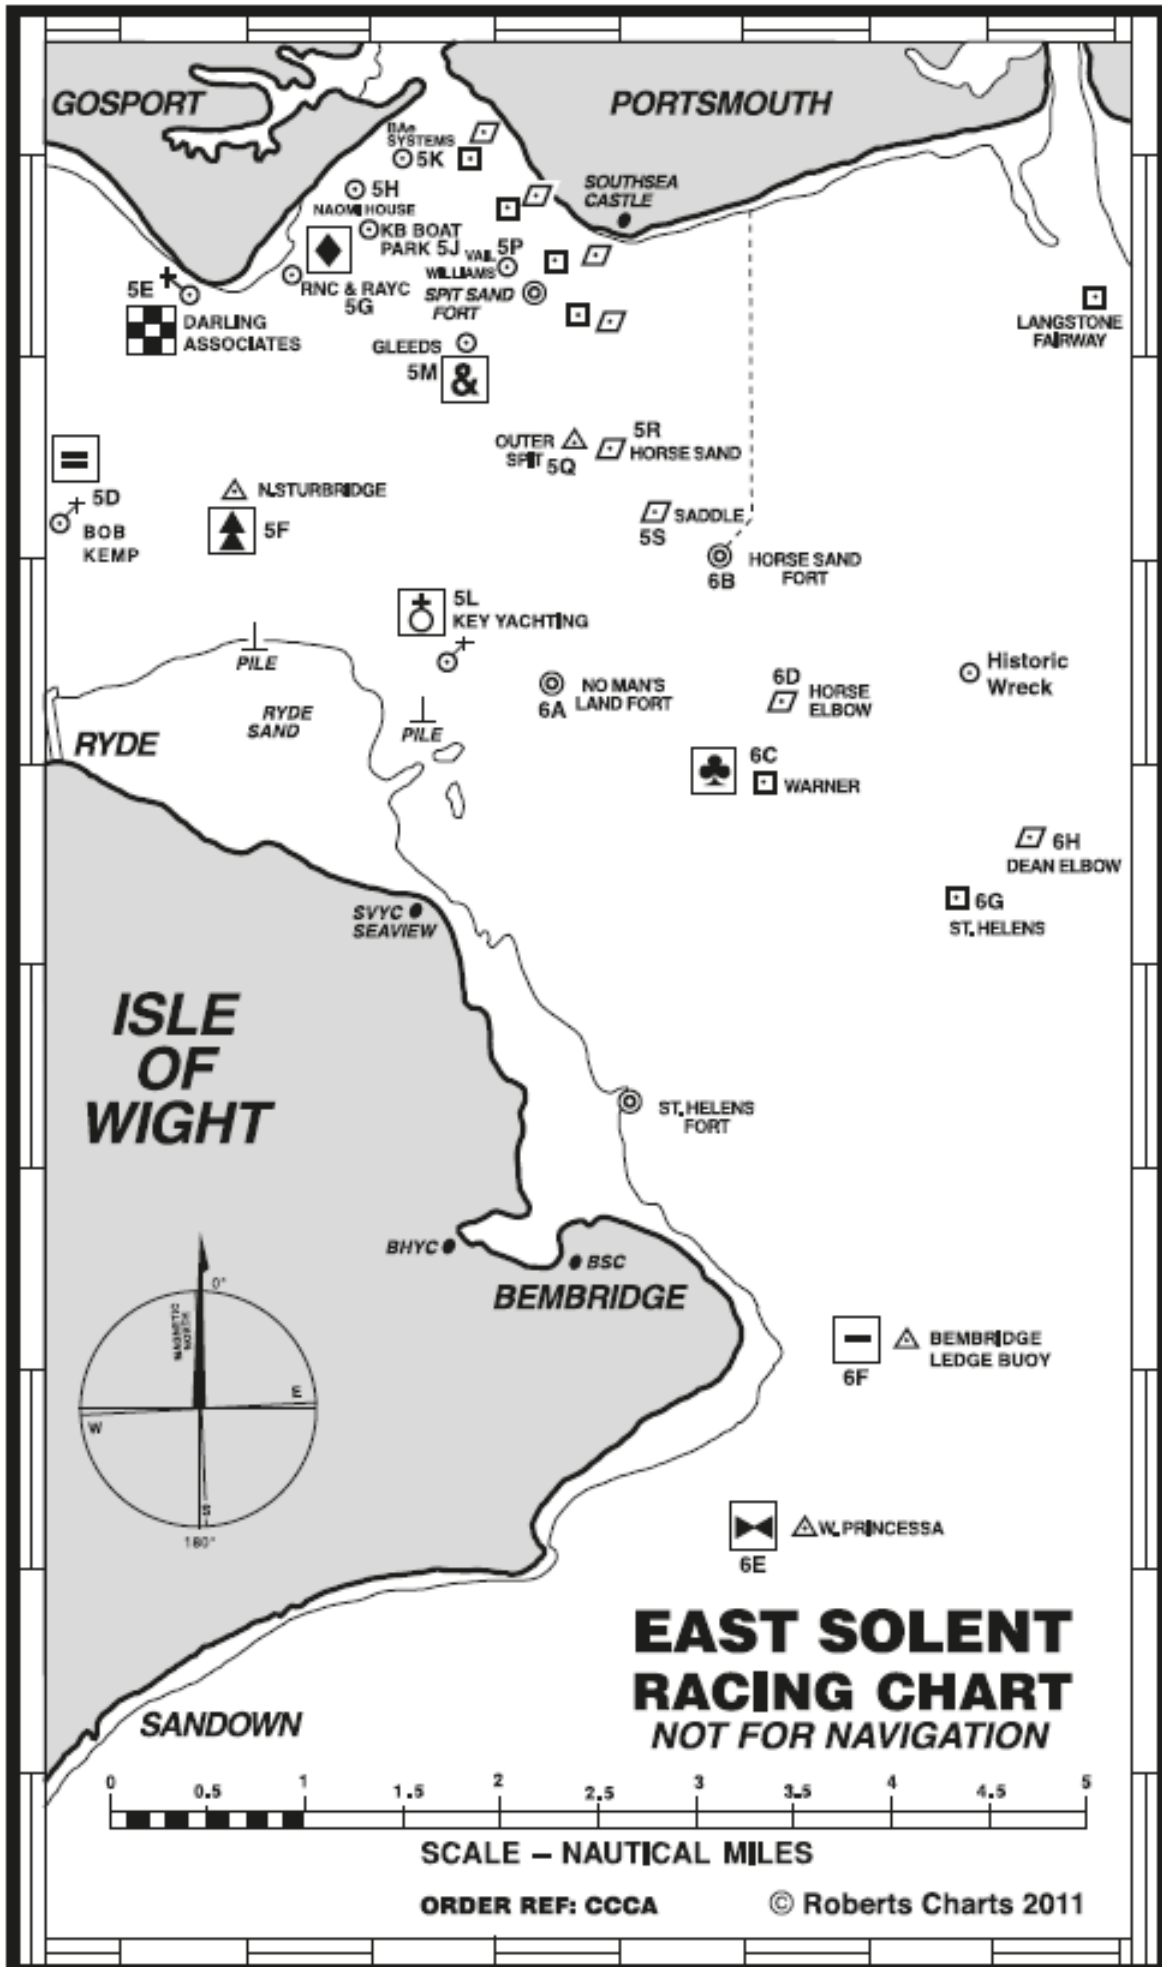 GOSPORT
PORTSMOUTH
BAe
SYSTEMS
5K
5H
NAOMI HOUSE
SOUTHSEA
CASTLE
KB BOAT
PARK 5J
VAIL
WILLIAMS
5P
5E
RNC & RAYC
5G
SPIT SAND
FORT
DARLING
ASSOCIATES
LANGSTONE
FAIRWAY
GLEEDS
5M
&
OUTER
SPIT 5Q
5R
HORSE SAND
=
5D
BOB
KEMP
N.STURBRIDGE
5F
SADDLE
5S
HORSE SAND
FORT
6B
5L
KEY YACHTING
PILE
RYDE
SAND
PILE
NO MAN'S
LAND FORT
6A
6D
HORSE
ELBOW
Historic
Wreck
RYDE
6C
WARNER
6H
DEAN ELBOW
6G
ST. HELENS
SVYC
SEAVIEW
ISLE
OF
WIGHT
ST. HELENS
FORT
BHYC
BSC
BEMBRIDGE
0°
MAGNETIC
NORTH
E
W
S
180°
BEMBRIDGE
LEDGE BUOY
6F
W. PRINCESSA
6E
EAST SOLENT
RACING CHART
NOT FOR NAVIGATION
SANDOWN
0 0.5 1 1.5 2 2.5 3 3.5 4 4.5 5
SCALE – NAUTICAL MILES
ORDER REF: CCCA
© Roberts Charts 2011